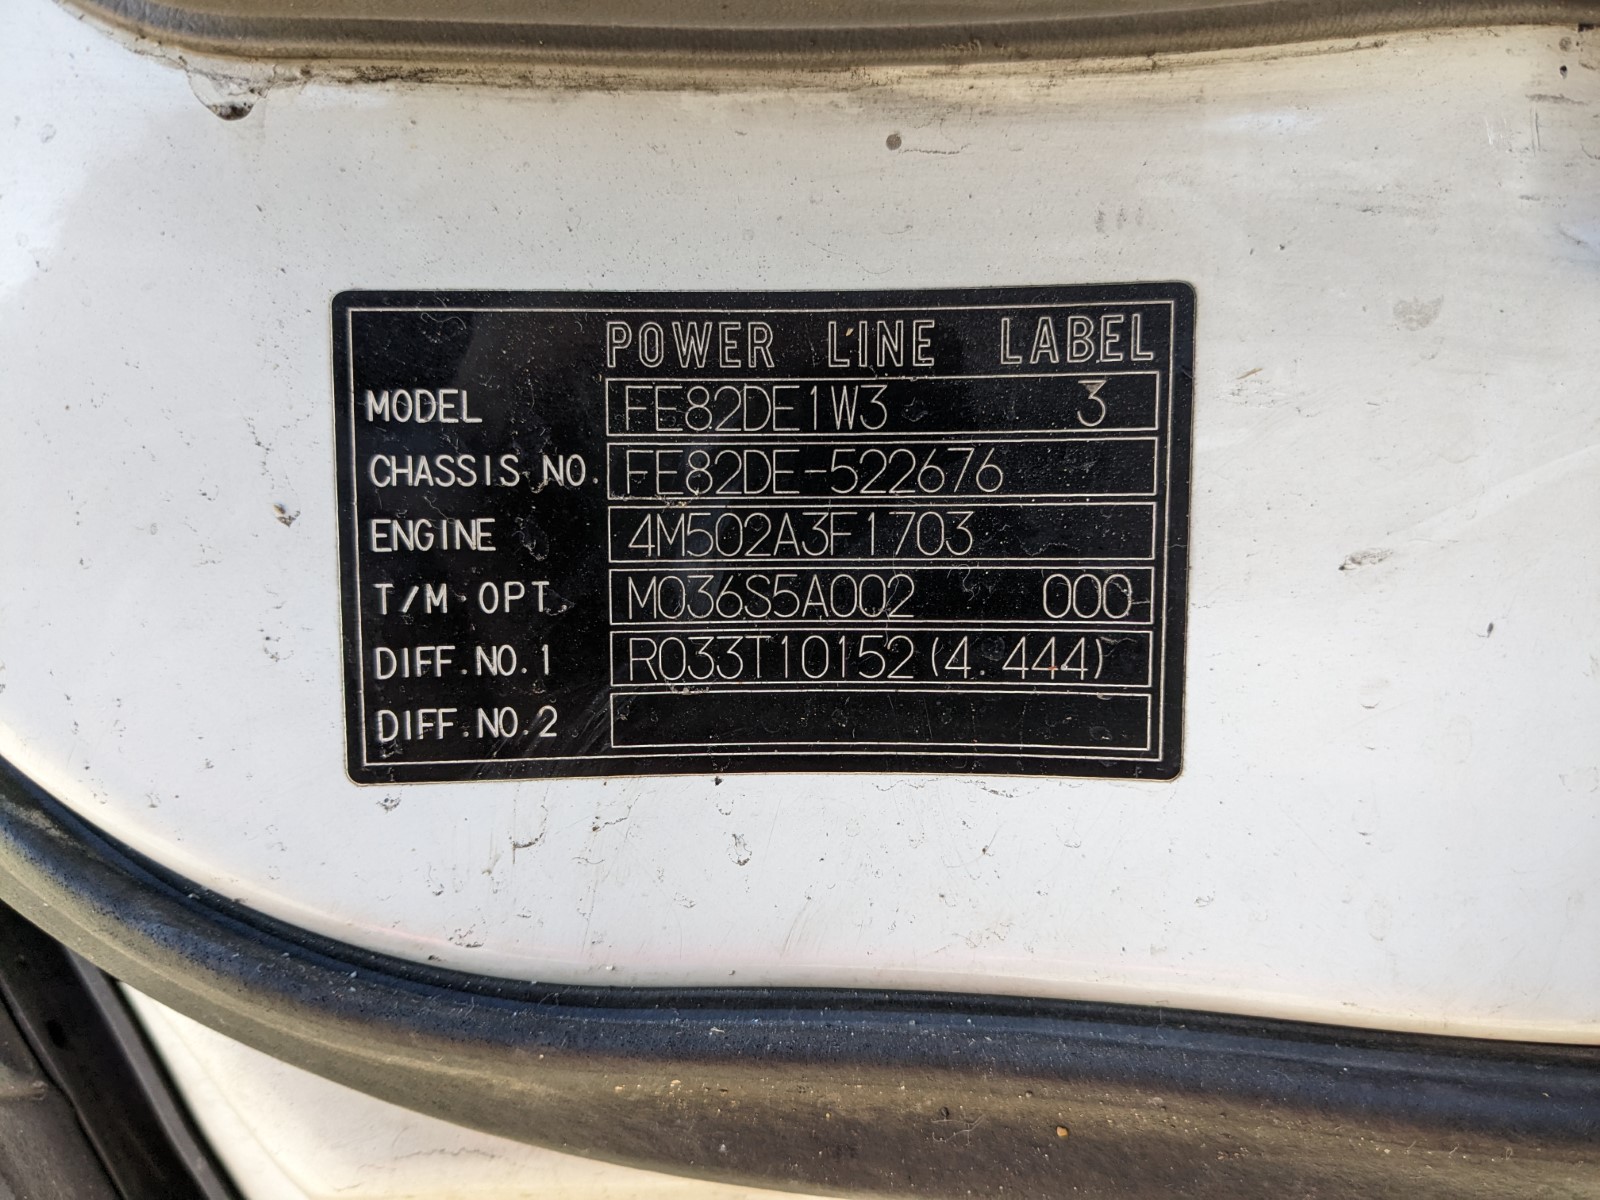 POWER LINE LABEL
MODEL FE82DE1W3 3
CHASSIS NO. FE82DE-522676
ENGINE 4M502A3F1703
T/M OPT. M036S5A002 000
DIFF.NO.1 R033T10152(4.444)
DIFF.NO.2